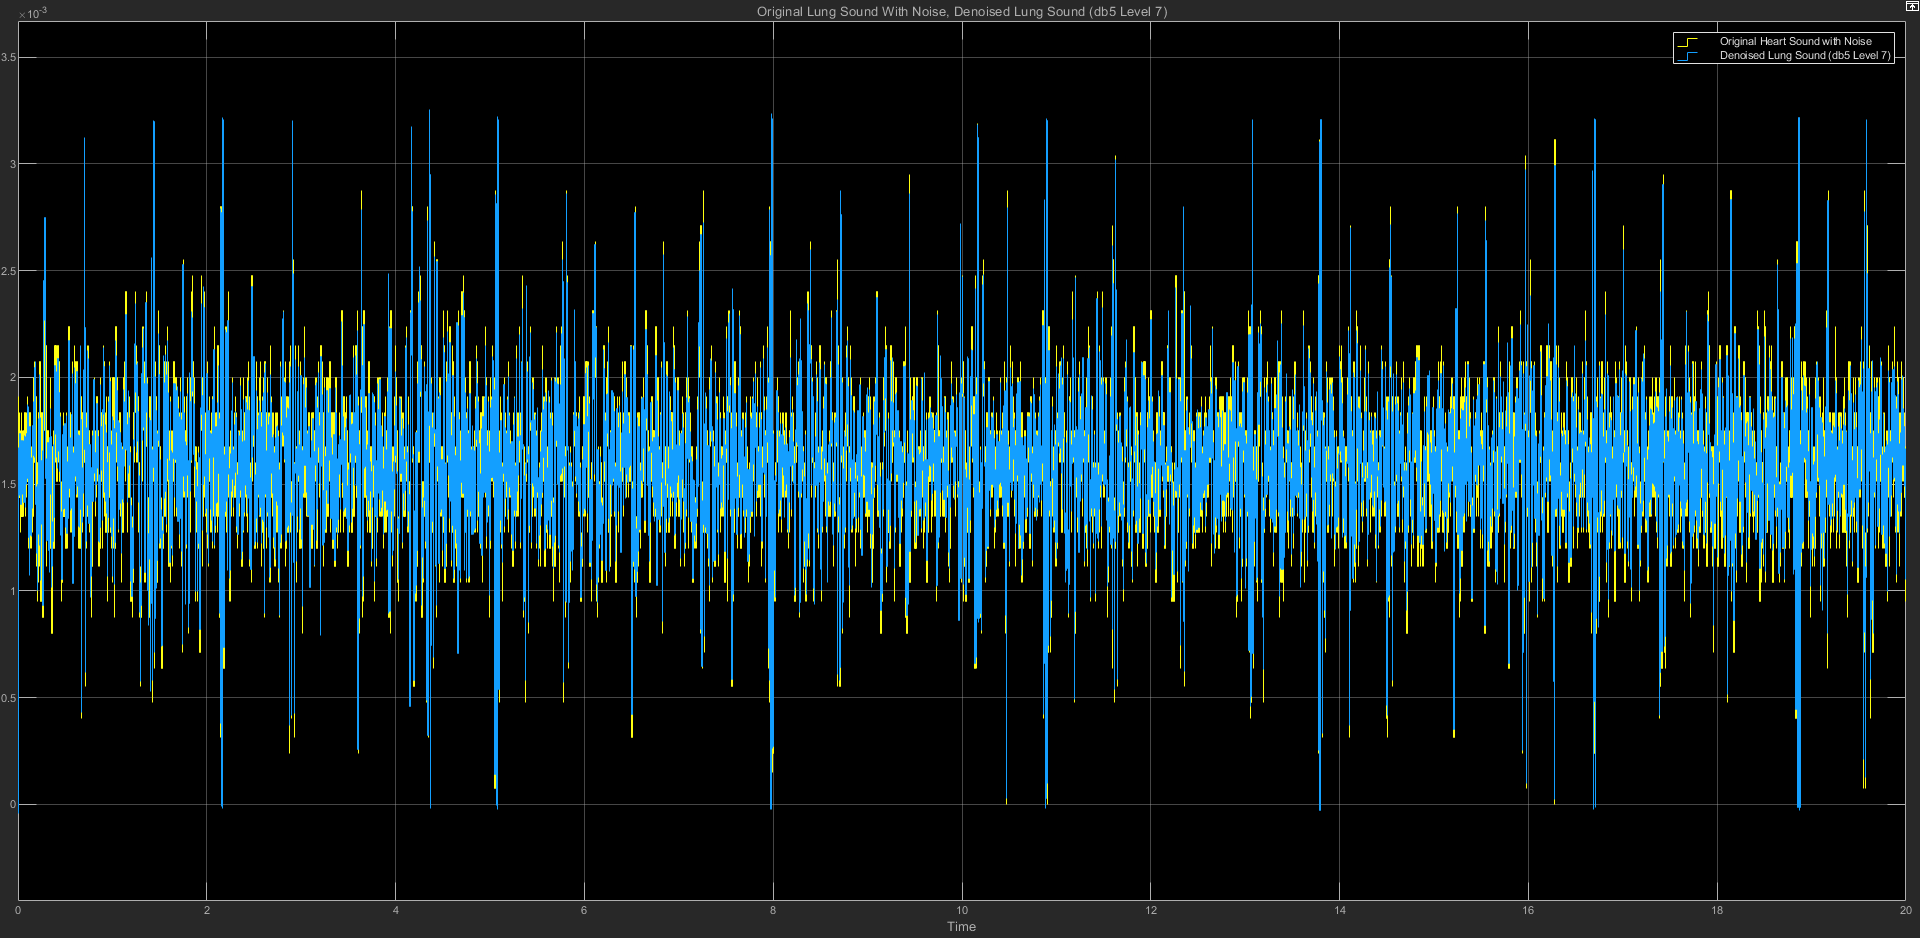 ×10⁻³
Original Lung Sound With Noise, Denoised Lung Sound (db5 Level 7)
Original Heart Sound with Noise
Denoised Lung Sound (db5 Level 7)
3.5
3
2.5
2
1.5
1
0.5
0
0 2 4 6 8 10 12 14 16 18 20
Time